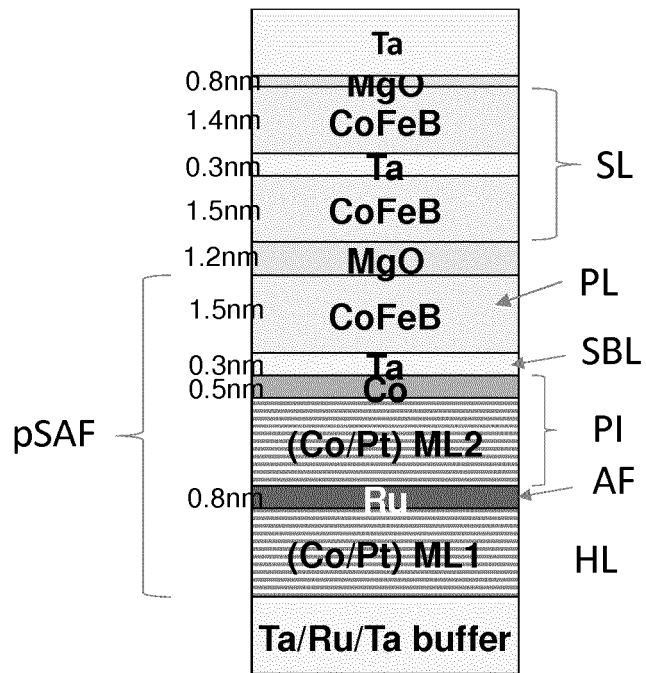 Ta
0.8nm MgO
1.4nm CoFeB
0.3nm Ta
SL
1.5nm CoFeB
1.2nm MgO
PL
1.5nm CoFeB
SBL
0.3nm Ta
0.5nm Co
pSAF
(Co/Pt) ML2
PI
AF
0.8nm Ru
(Co/Pt) ML1
HL
Ta/Ru/Ta buffer